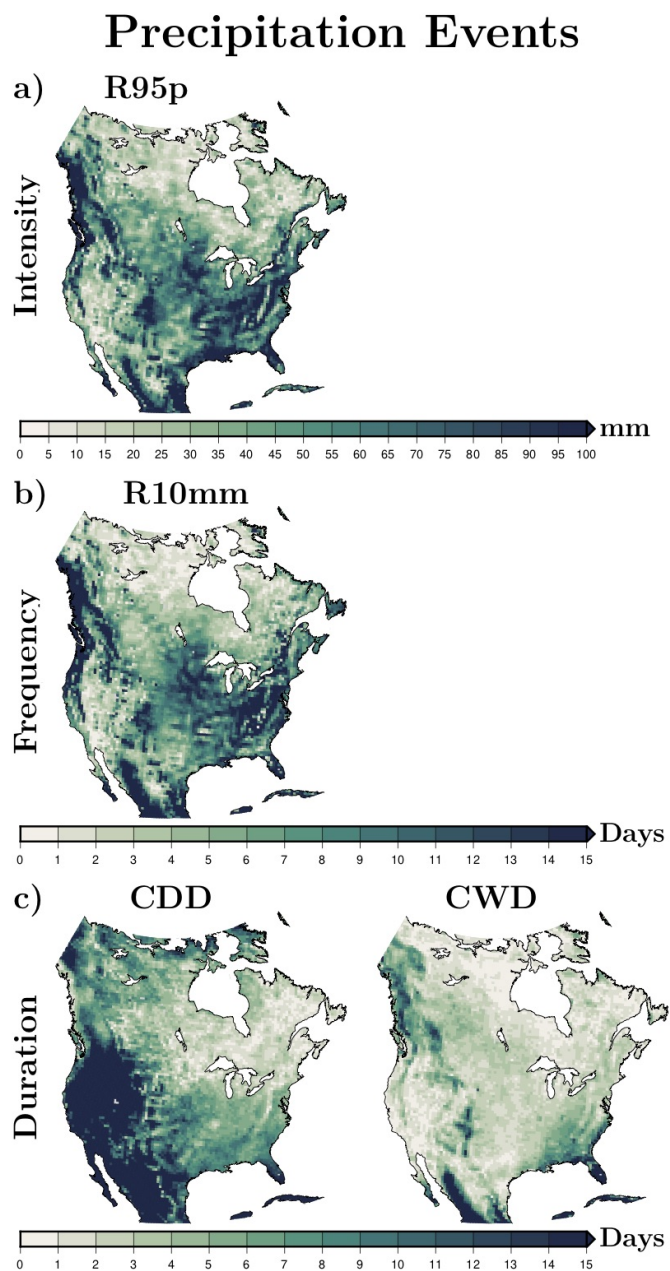 Precipitation Events
a) R95p
Intensity
mm
0 5 10 15 20 25 30 35 40 45 50 55 60 65 70 75 80 85 90 95 100
b) R10mm
Frequency
Days
0 1 2 3 4 5 6 7 8 9 10 11 12 13 14 15
c) CDD CWD
Duration
Days
0 1 2 3 4 5 6 7 8 9 10 11 12 13 14 15